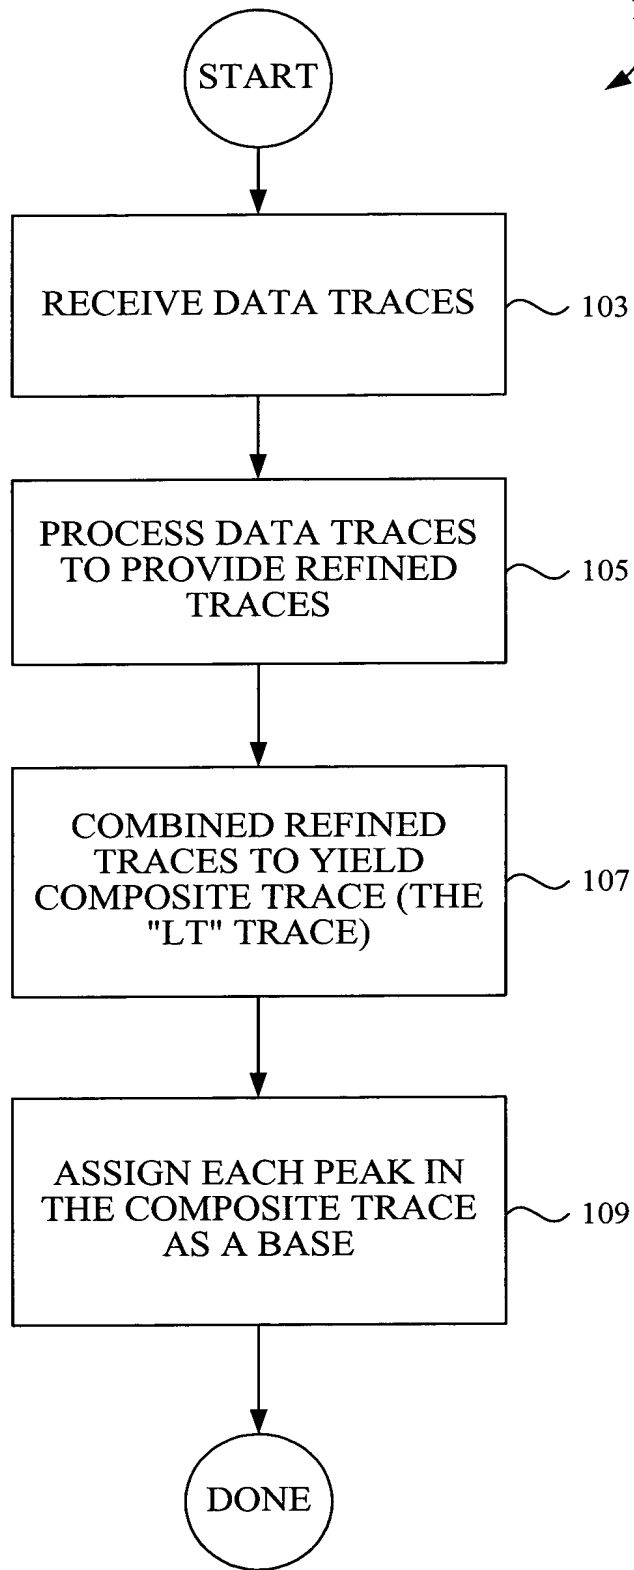 START
RECEIVE DATA TRACES
103
PROCESS DATA TRACES
TO PROVIDE REFINED
TRACES
105
COMBINED REFINED
TRACES TO YIELD
COMPOSITE TRACE (THE
"LT" TRACE)
107
ASSIGN EACH PEAK IN
THE COMPOSITE TRACE
AS A BASE
109
DONE